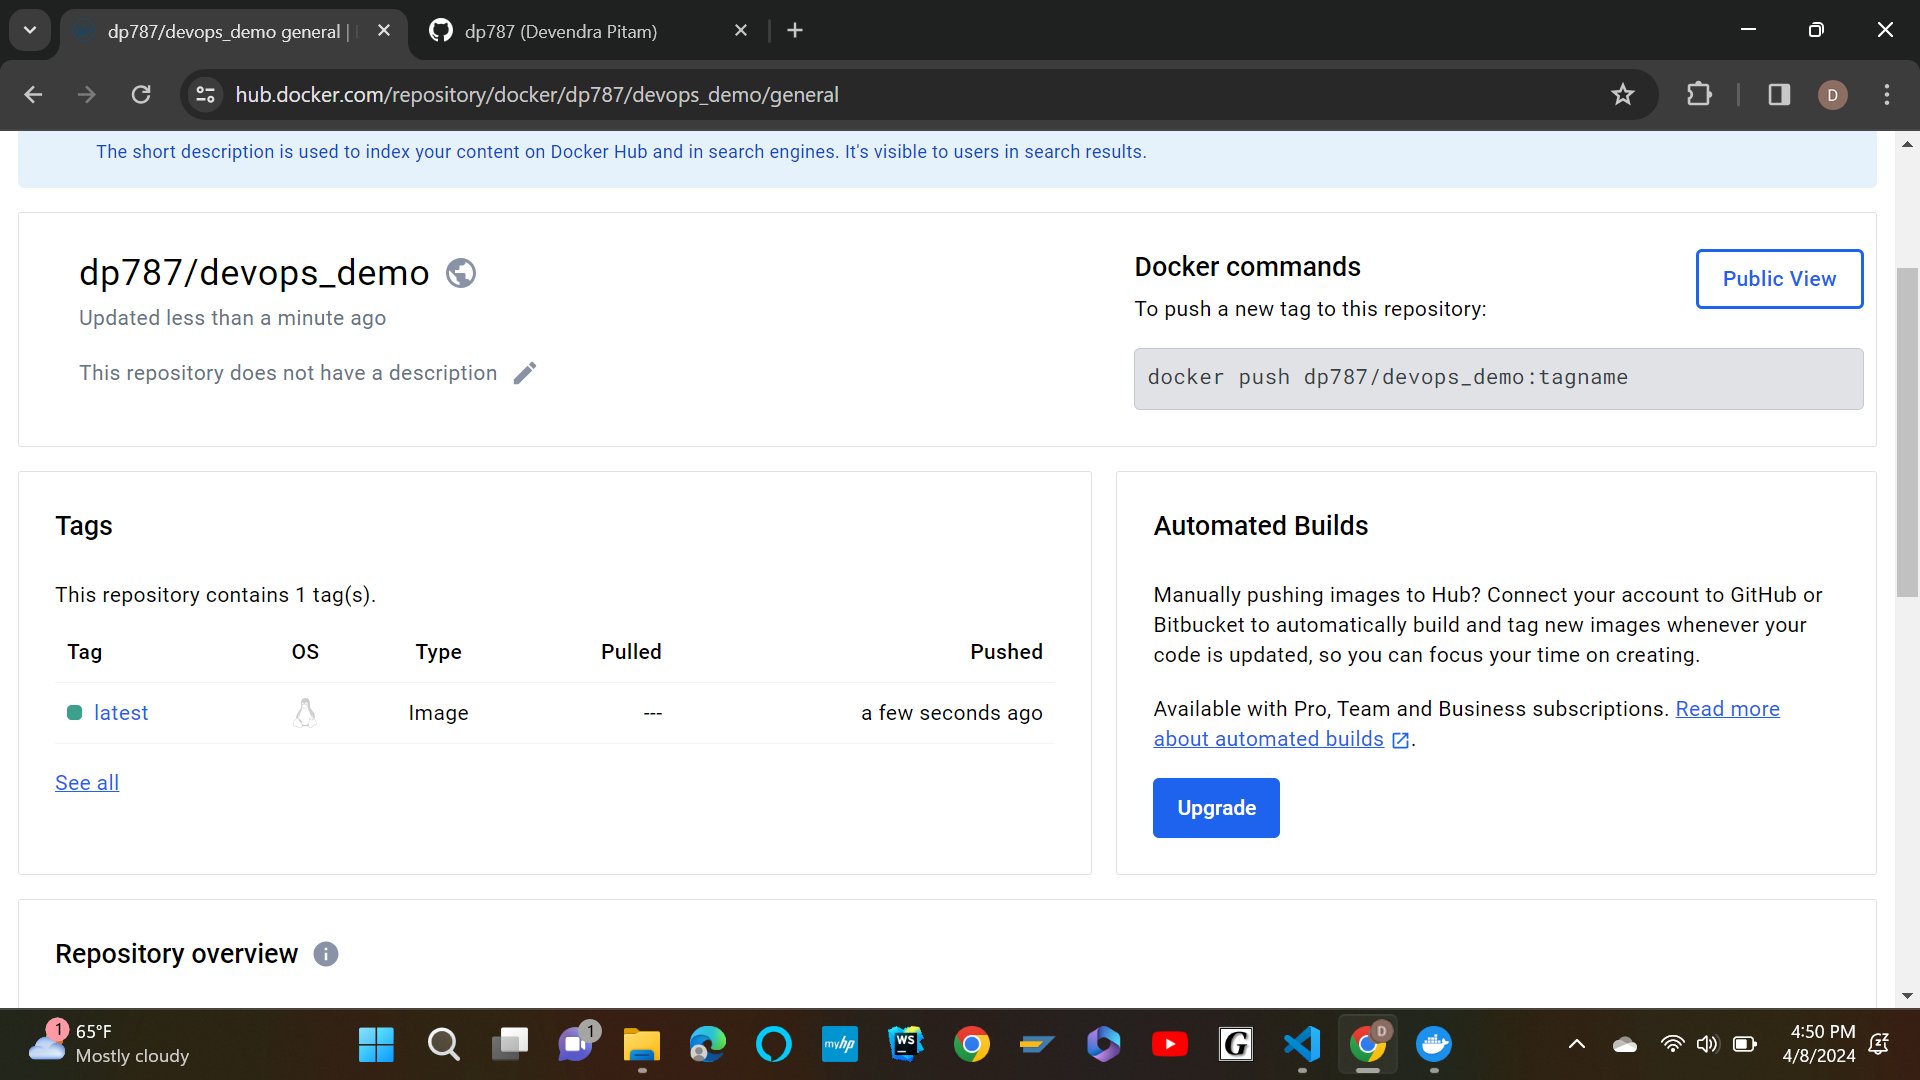 dp787/devops_demo general |
dp787 (Devendra Pitam)
hub.docker.com/repository/docker/dp787/devops_demo/general
D
The short description is used to index your content on Docker Hub and in search engines. It's visible to users in search results.
dp787/devops_demo
Updated less than a minute ago
This repository does not have a description
Docker commands
Public View
To push a new tag to this repository:
docker push dp787/devops_demo:tagname
Tags
This repository contains 1 tag(s).
Tag OS Type Pulled Pushed
latest Image --- a few seconds ago
See all
Automated Builds
Manually pushing images to Hub? Connect your account to GitHub or
Bitbucket to automatically build and tag new images whenever your
code is updated, so you can focus your time on creating.
Available with Pro, Team and Business subscriptions. Read more
about automated builds.
Upgrade
Repository overview
1
65°F
Mostly cloudy
1
myhp
WS
G
D
4:50 PM
4/8/2024